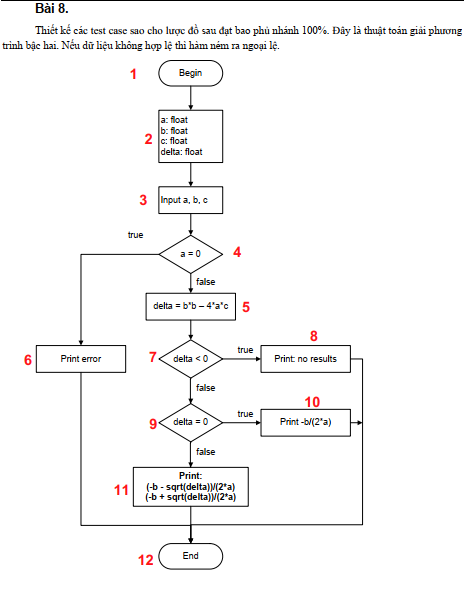 Bài 8.
Thiết kế các test case sao cho lược đồ sau đạt bao phủ nhánh 100%. Đây là thuật toán giải phương
trình bậc hai. Nếu dữ liệu không hợp lệ thì hàm ném ra ngoại lệ.
1
Begin
2
a: float
b: float
c: float
delta: float
3
Input a, b, c
true
a = 0
4
false
delta = b*b – 4*a*c
5
8
6
Print error
7
delta < 0
true
Print: no results
false
10
9
delta = 0
true
Print -b/(2*a)
false
11
Print:
(-b - sqrt(delta))/(2*a)
(-b + sqrt(delta))/(2*a)
12
End